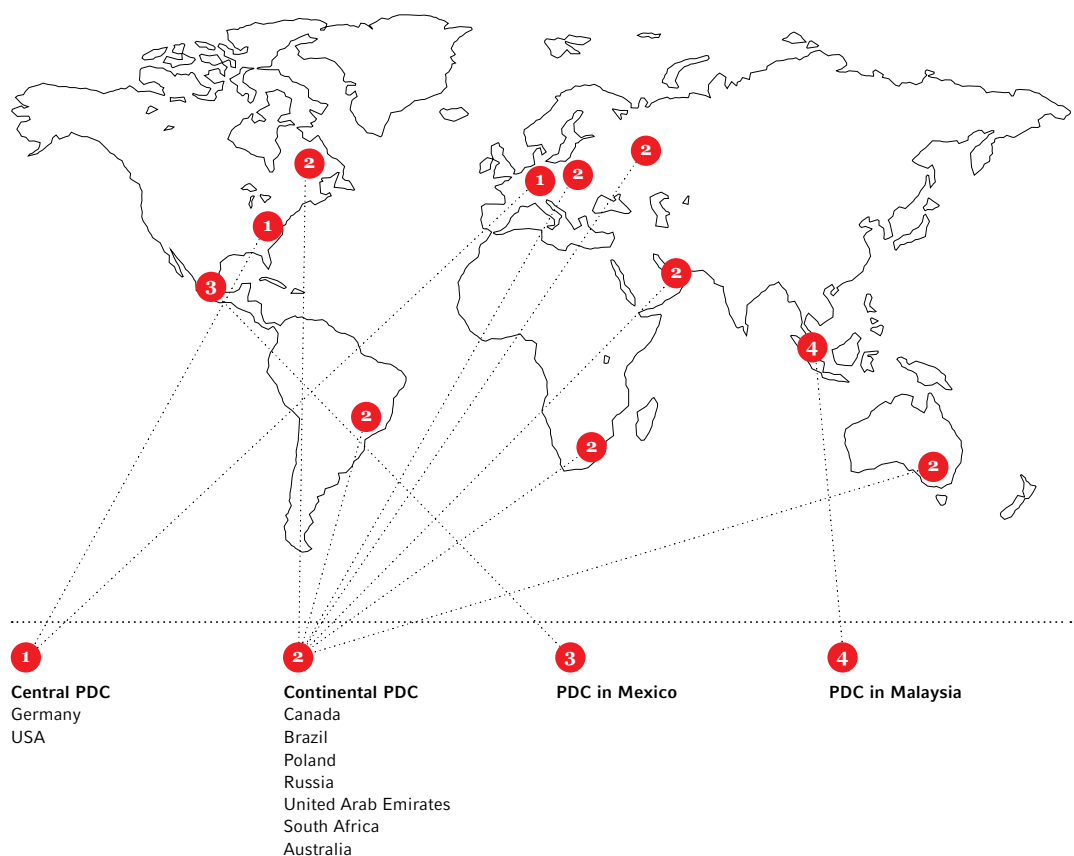 2
2
1
2
1
2
3
4
2
2
2
1
2
3
4
Central PDC
Germany
USA
Continental PDC
Canada
Brazil
Poland
Russia
United Arab Emirates
South Africa
Australia
PDC in Mexico
PDC in Malaysia